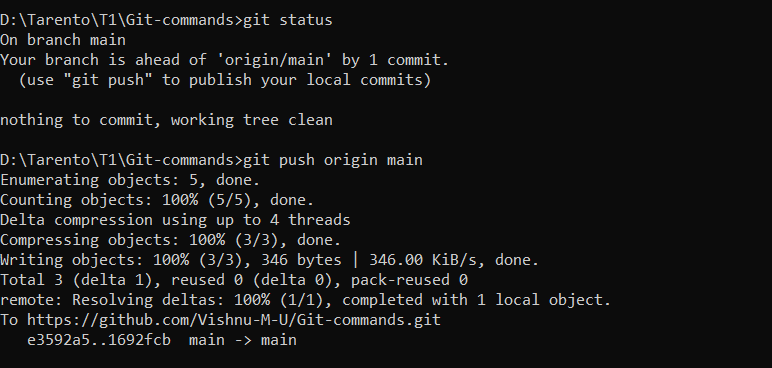 D:\Tarento\T1\Git-commands>git status
On branch main
Your branch is ahead of 'origin/main' by 1 commit.
  (use "git push" to publish your local commits)

nothing to commit, working tree clean

D:\Tarento\T1\Git-commands>git push origin main
Enumerating objects: 5, done.
Counting objects: 100% (5/5), done.
Delta compression using up to 4 threads
Compressing objects: 100% (3/3), done.
Writing objects: 100% (3/3), 346 bytes | 346.00 KiB/s, done.
Total 3 (delta 1), reused 0 (delta 0), pack-reused 0
remote: Resolving deltas: 100% (1/1), completed with 1 local object.
To https://github.com/Vishnu-M-U/Git-commands.git
   e3592a5..1692fcb  main -> main